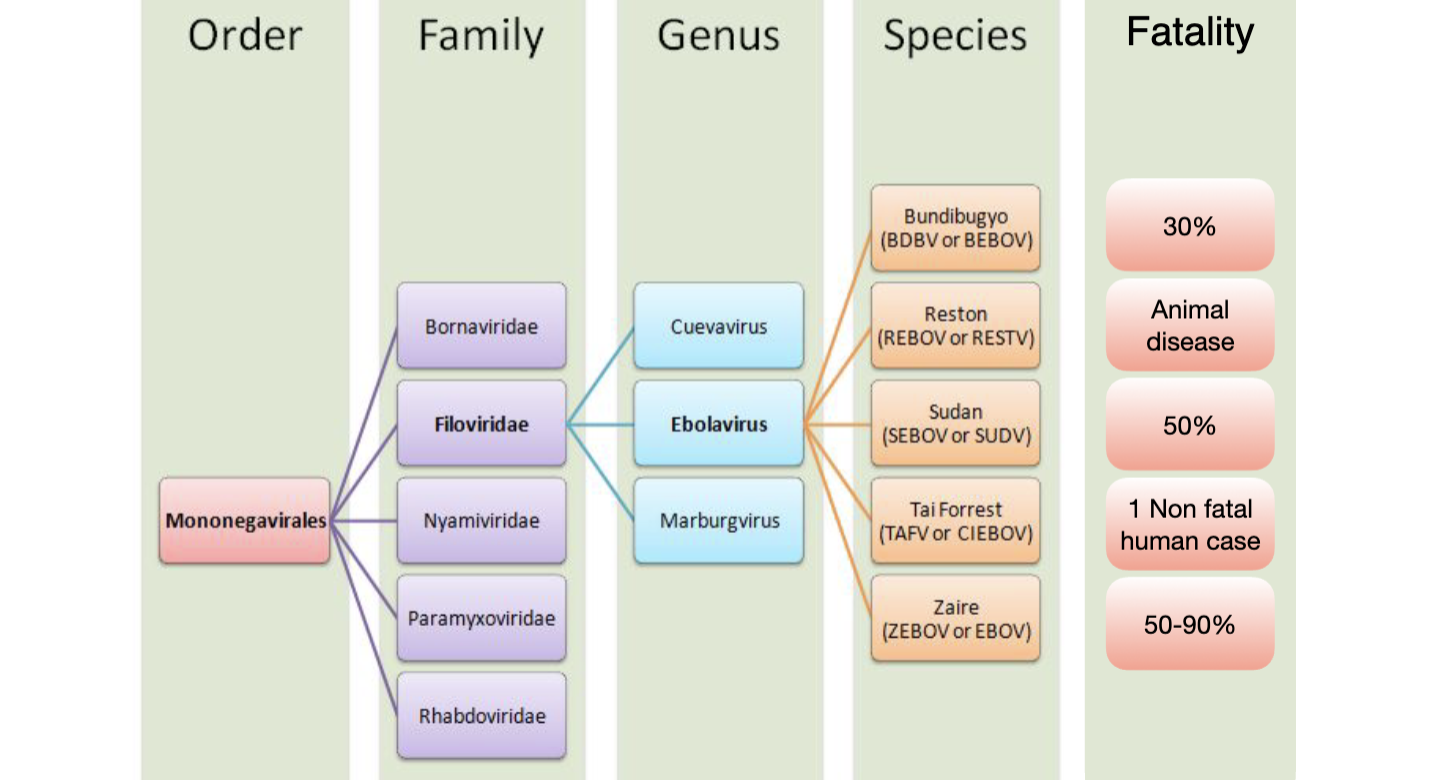 Order
Family
Genus
Species
Fatality
Mononegavirales
Bornaviridae
Filoviridae
Nyamiviridae
Paramyxoviridae
Rhabdoviridae
Cuevavirus
Ebolavirus
Marburgvirus
Bundibugyo
(BDBV or BEBOV)
Reston
(REBOV or RESTV)
Sudan
(SEBOV or SUDV)
Tai Forrest
(TAFV or CIEBOV)
Zaire
(ZEBOV or EBOV)
30%
Animal
disease
50%
1 Non fatal
human case
50-90%